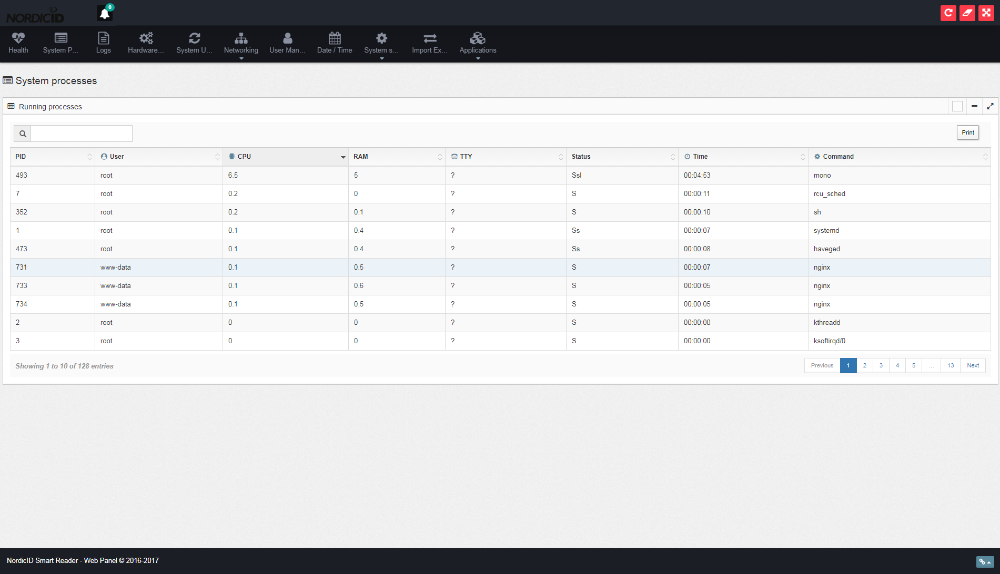 NORDICID
0
Health System P... Logs Hardware... System U... Networking User Man... Date / Time System s... Import Ex... Applications
System processes
Running processes
Print
PID User CPU RAM TTY Status Time Command
493 root 6.5 5 ? Ssl 00:04:53 mono
7 root 0.2 0 ? S 00:00:11 rcu_sched
352 root 0.2 0.1 ? S 00:00:10 sh
1 root 0.1 0.4 ? Ss 00:00:07 systemd
473 root 0.1 0.4 ? Ss 00:00:08 haveged
731 www-data 0.1 0.5 ? S 00:00:07 nginx
733 www-data 0.1 0.6 ? S 00:00:05 nginx
734 www-data 0.1 0.5 ? S 00:00:05 nginx
2 root 0 0 ? S 00:00:00 kthreadd
3 root 0 0 ? S 00:00:00 ksoftirqd/0
Showing 1 to 10 of 128 entries
Previous 1 2 3 4 5 ... 13 Next
NordicID Smart Reader - Web Panel © 2016-2017